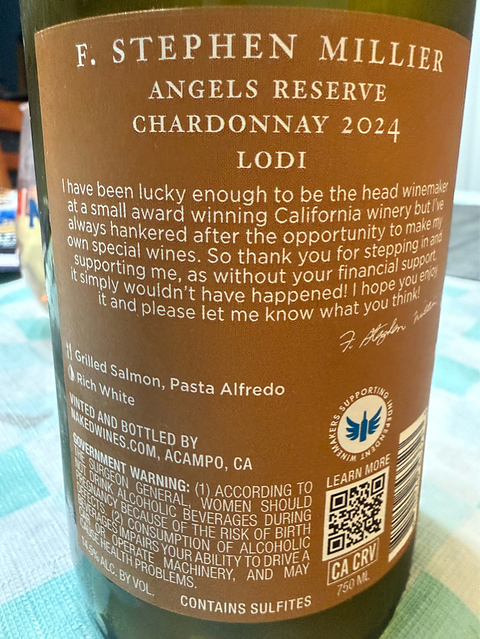 F. STEPHEN MILLIER
ANGELS RESERVE
CHARDONNAY 2024
LODI
I have been lucky enough to be the head winemaker
at a small award winning California winery but I've
always hankered after the opportunity to make my
own special wines. So thank you for stepping in and
supporting me, as without your financial support,
it simply wouldn't have happened! I hope you enjoy
it and please let me know what you think!
F. Stephen Millier
Grilled Salmon, Pasta Alfredo
Rich White
VINTED AND BOTTLED BY
NAKEDWINES.COM, ACAMPO, CA
GOVERNMENT WARNING: (1) ACCORDING TO
THE SURGEON GENERAL, WOMEN SHOULD
NOT DRINK ALCOHOLIC BEVERAGES DURING
PREGNANCY BECAUSE OF THE RISK OF BIRTH
DEFECTS. (2) CONSUMPTION OF ALCOHOLIC
BEVERAGES IMPAIRS YOUR ABILITY TO DRIVE A
CAR OR OPERATE MACHINERY, AND MAY
CAUSE HEALTH PROBLEMS.
14.5% ALC. BY VOL.
CONTAINS SULFITES
SUPPORTING INDEPENDENT WINEMAKERS
LEARN MORE
CA CRV
750 ML